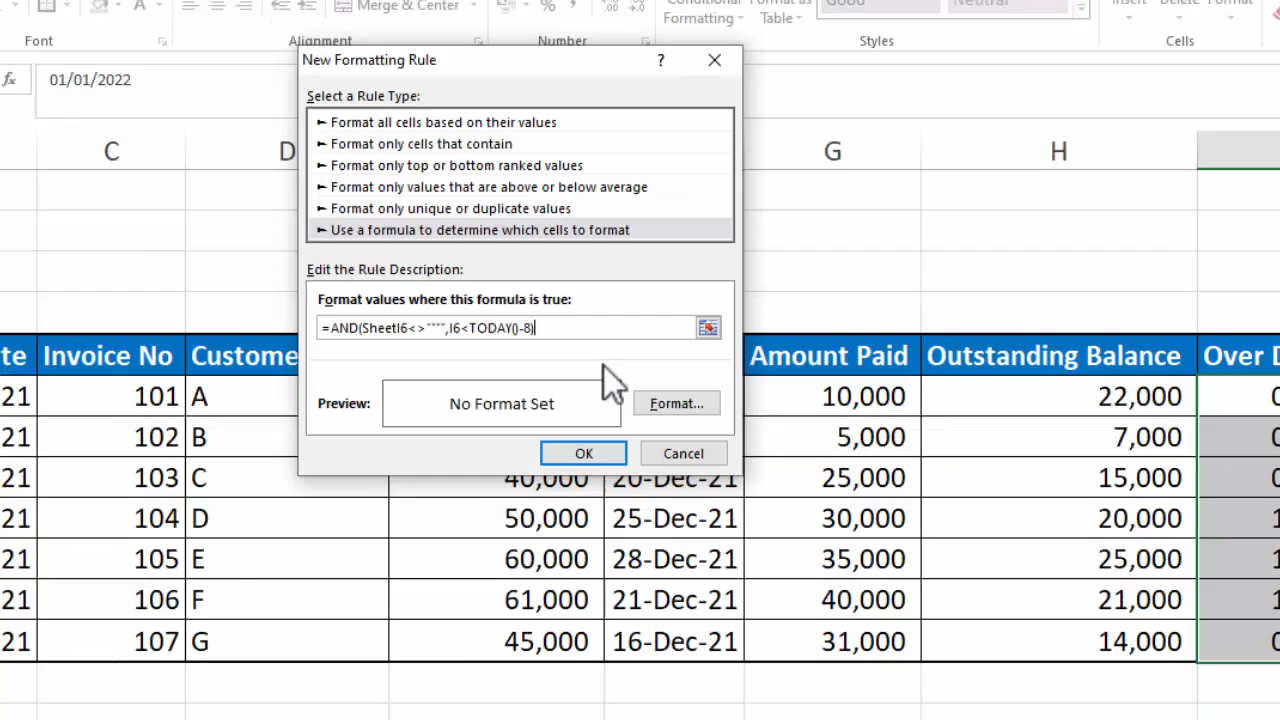 Merge & Center
%
Conditional
Formatting
Format as
Table
Good
Neutral
Insert
Delete
Format
Font
Alignment
Number
Styles
Cells
fx
01/01/2022
New Formatting Rule
?
Select a Rule Type:
► Format all cells based on their values
► Format only cells that contain
► Format only top or bottom ranked values
► Format only values that are above or below average
► Format only unique or duplicate values
► Use a formula to determine which cells to format
Edit the Rule Description:
Format values where this formula is true:
=AND(SheetI6<>"""",I6<TODAY()-8)
Preview:
No Format Set
Format...
OK
Cancel
C
D
G
H
te
Invoice No
Custome
Amount Paid
Outstanding Balance
Over D
21 101 A 10,000 22,000 0
21 102 B 5,000 7,000 0
21 103 C 40,000 20-Dec-21 25,000 15,000 0
21 104 D 50,000 25-Dec-21 30,000 20,000 1
21 105 E 60,000 28-Dec-21 35,000 25,000 1
21 106 F 61,000 21-Dec-21 40,000 21,000 1
21 107 G 45,000 16-Dec-21 31,000 14,000 0